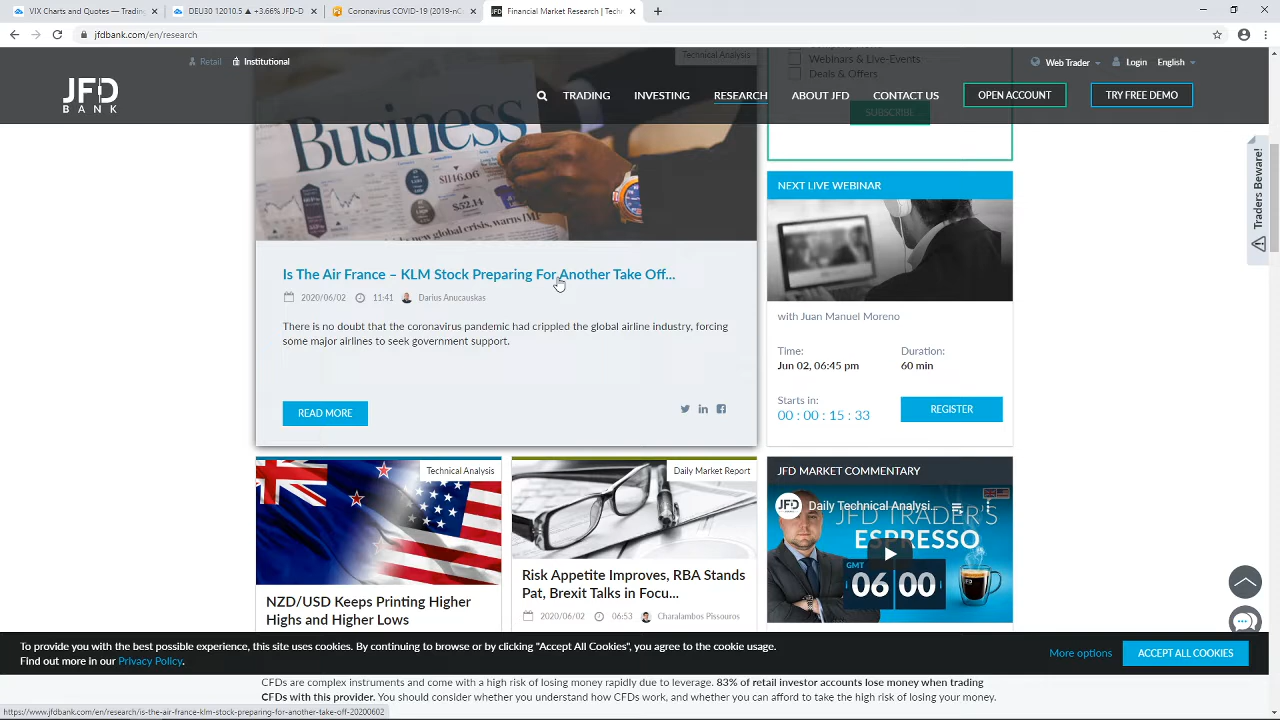 VIX Charts and Quotes — Trading
DEU30 10120.5 ▲ +3.66% JFD-D
Coronavirus COVID-19 (2019-nC
Financial Market Research | Tech
jfdbank.com/en/research
Retail
Institutional
Web Trader
Login
English
JFD
BANK
TRADING
INVESTING
RESEARCH
ABOUT JFD
CONTACT US
OPEN ACCOUNT
TRY FREE DEMO
Technical Analysis
Webinars & Live-Events
Deals & Offers
SUBSCRIBE
Business
Traders Beware!
Is The Air France – KLM Stock Preparing For Another Take Off...
2020/06/02 11:41 Darius Anucauskas
There is no doubt that the coronavirus pandemic had crippled the global airline industry, forcing
some major airlines to seek government support.
READ MORE
NEXT LIVE WEBINAR
with Juan Manuel Moreno
Time:
Duration:
Jun 02, 06:45 pm
60 min
Starts in:
00 : 00 : 15 : 33
REGISTER
Technical Analysis
NZD/USD Keeps Printing Higher
Highs and Higher Lows
Daily Market Report
Risk Appetite Improves, RBA Stands
Pat, Brexit Talks in Focu...
2020/06/02 06:53 Charalambos Pissouros
JFD MARKET COMMENTARY
JFD
Daily Technical Analysi...
JFD TRADER'S
ESPRESSO
GMT
06 00
To provide you with the best possible experience, this site uses cookies. By continuing to browse or by clicking "Accept All Cookies", you agree to the cookie usage.
Find out more in our Privacy Policy.
More options
ACCEPT ALL COOKIES
CFDs are complex instruments and come with a high risk of losing money rapidly due to leverage. 83% of retail investor accounts lose money when trading
CFDs with this provider. You should consider whether you understand how CFDs work, and whether you can afford to take the high risk of losing your money.
https://www.jfdbank.com/en/research/is-the-air-france-klm-stock-preparing-for-another-take-off-20200602